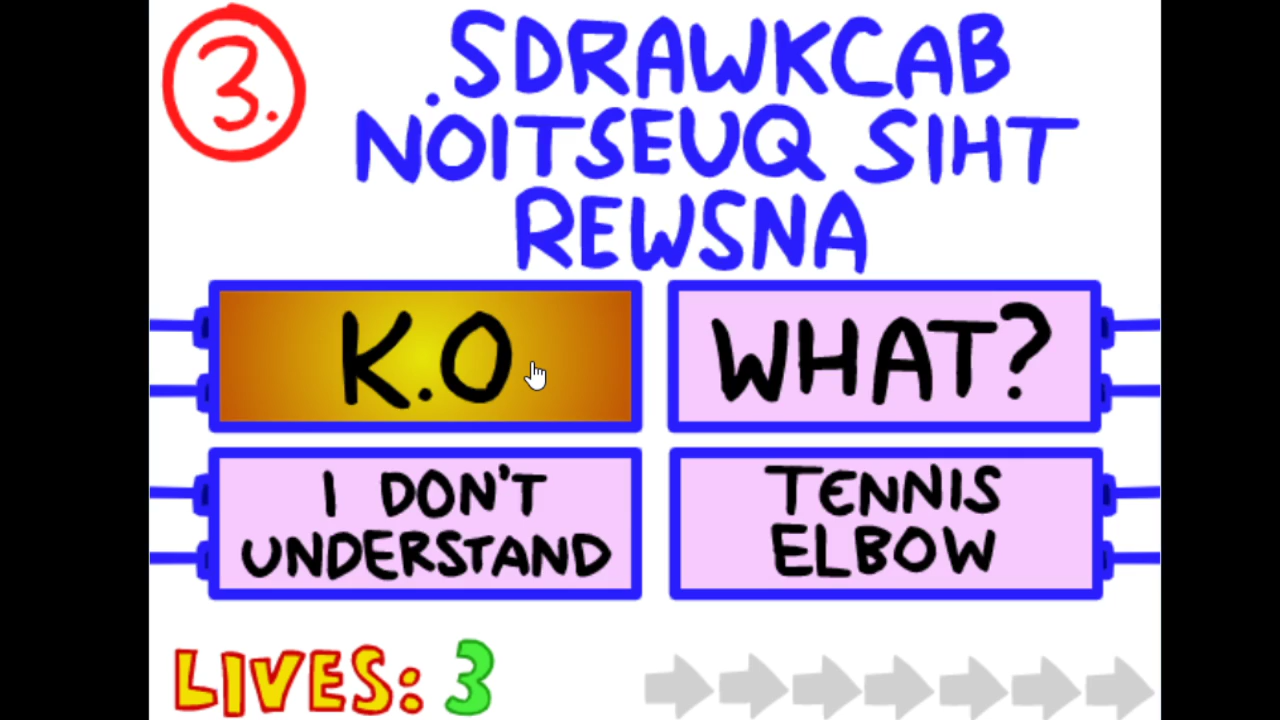 3.
.SDRAWKCAB
NOITSEUQ SIHT
REWSNA
K.O
WHAT?
I DON'T
UNDERSTAND
TENNIS
ELBOW
LIVES: 3